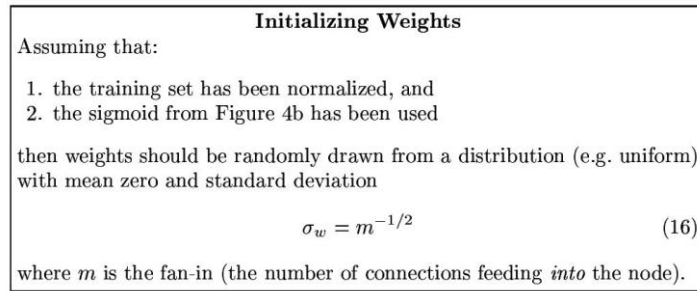 Initializing Weights
Assuming that:
1. the training set has been normalized, and
2. the sigmoid from Figure 4b has been used
then weights should be randomly drawn from a distribution (e.g. uniform)
with mean zero and standard deviation
σ_w = m^{-1/2} (16)
where m is the fan-in (the number of connections feeding into the node).